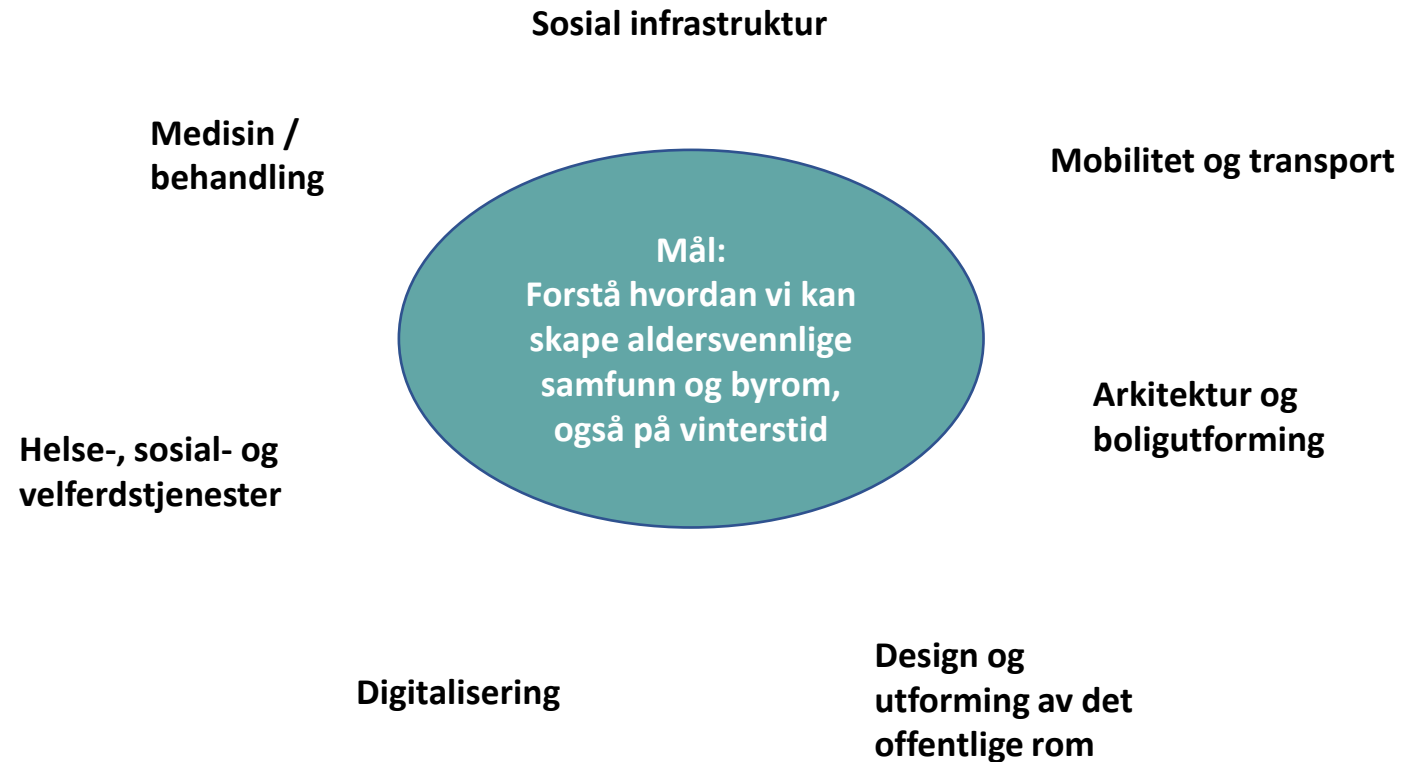 Sosial infrastruktur
Medisin /
behandling
Mobilitet og transport
Mål:
Forstå hvordan vi kan
skape aldersvennlige
samfunn og byrom,
også på vinterstid
Arkitektur og
boligutforming
Helse-, sosial- og
velferdstjenester
Digitalisering
Design og
utforming av det
offentlige rom